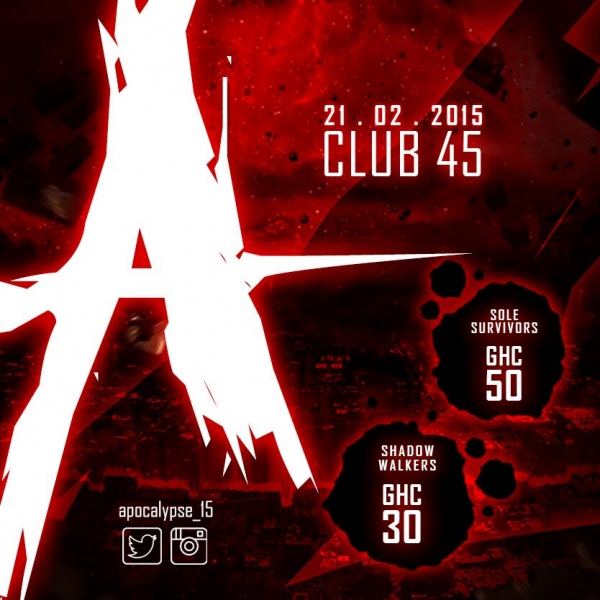 A
21 . 02 . 2015
CLUB 45
SOLE
SURVIVORS
GHC
50
SHADOW
WALKERS
GHC
30
apocalypse_15